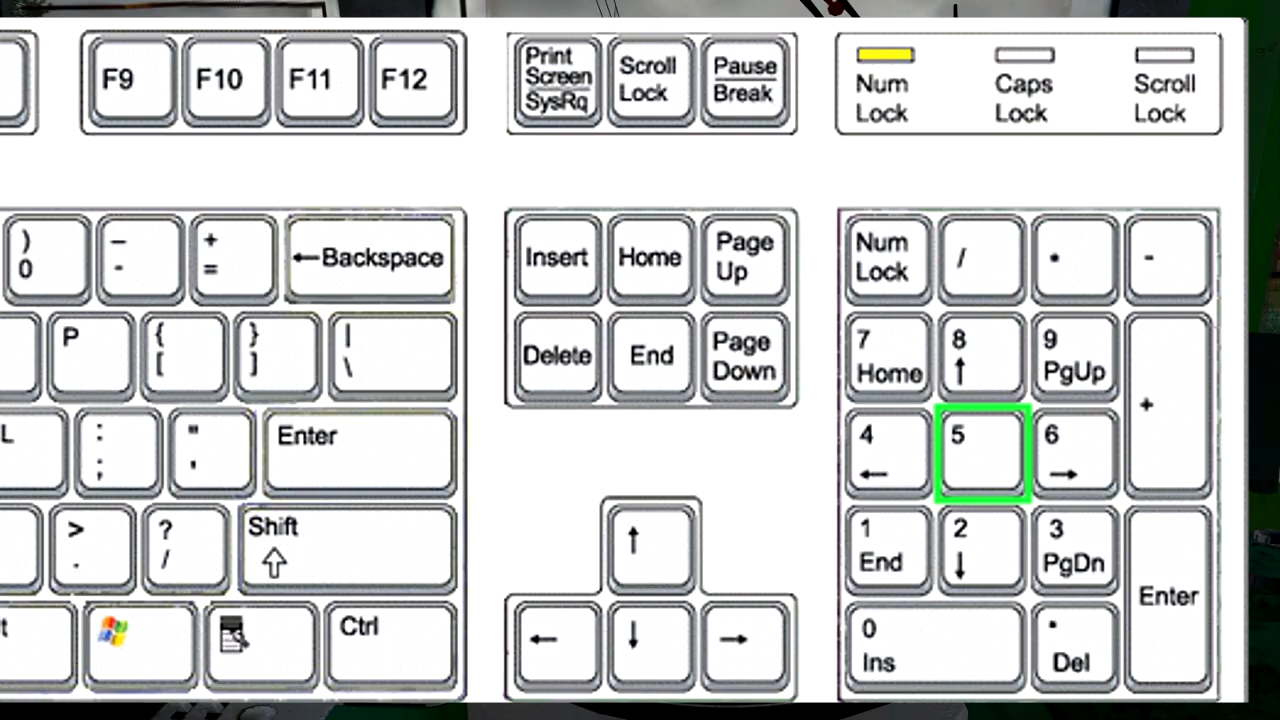 F9
F10
F11
F12
Print
Screen
SysRq
Scroll
Lock
Pause
Break
Num
Lock
Caps
Lock
Scroll
Lock
)
0
–
-
+
=
←Backspace
Insert
Home
Page
Up
Num
Lock
/
•
-
P
{
[
}
]
|
\
Delete
End
Page
Down
7
Home
8
↑
9
PgUp
+
L
:
;
"
'
Enter
4
←
5
6
→
>
.
?
/
Shift
⇧
↑
1
End
2
↓
3
PgDn
Enter
t
Ctrl
←
↓
→
0
Ins
•
Del